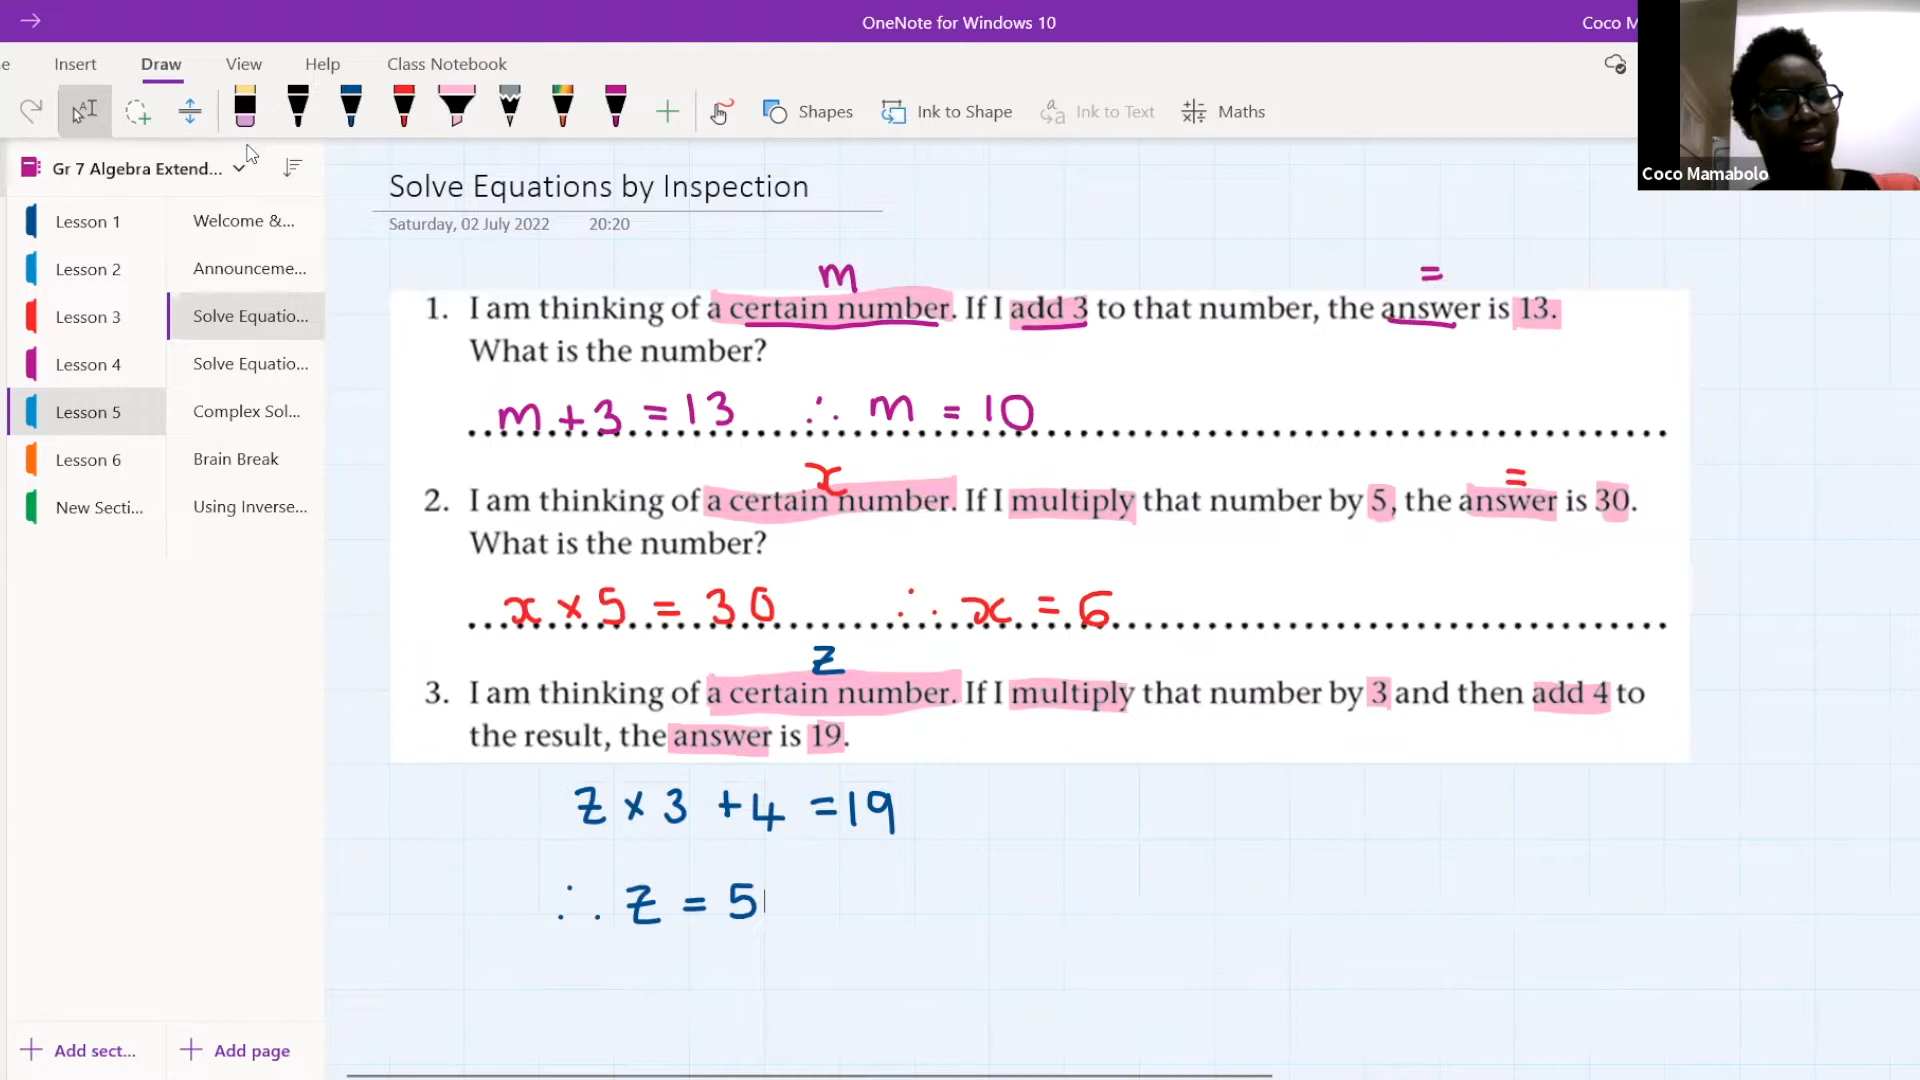 OneNote for Windows 10
Coco M
Insert Draw View Help Class Notebook
Shapes Ink to Shape Ink to Text Maths
Gr 7 Algebra Extend...
Coco Mamabolo
Lesson 1
Lesson 2
Lesson 3
Lesson 4
Lesson 5
Lesson 6
New Secti...
Welcome &...
Announceme...
Solve Equatio...
Solve Equatio...
Complex Sol...
Brain Break
Using Inverse...
Add sect...
Add page
Solve Equations by Inspection
Saturday, 02 July 2022 20:20
m =
1. I am thinking of a certain number. If I add 3 to that number, the answer is 13.
What is the number?
m + 3 = 13 ∴ m = 10
x =
2. I am thinking of a certain number. If I multiply that number by 5, the answer is 30.
What is the number?
x × 5 = 30 ∴ x = 6
z
3. I am thinking of a certain number. If I multiply that number by 3 and then add 4 to
the result, the answer is 19.
z × 3 + 4 = 19
∴ z = 5